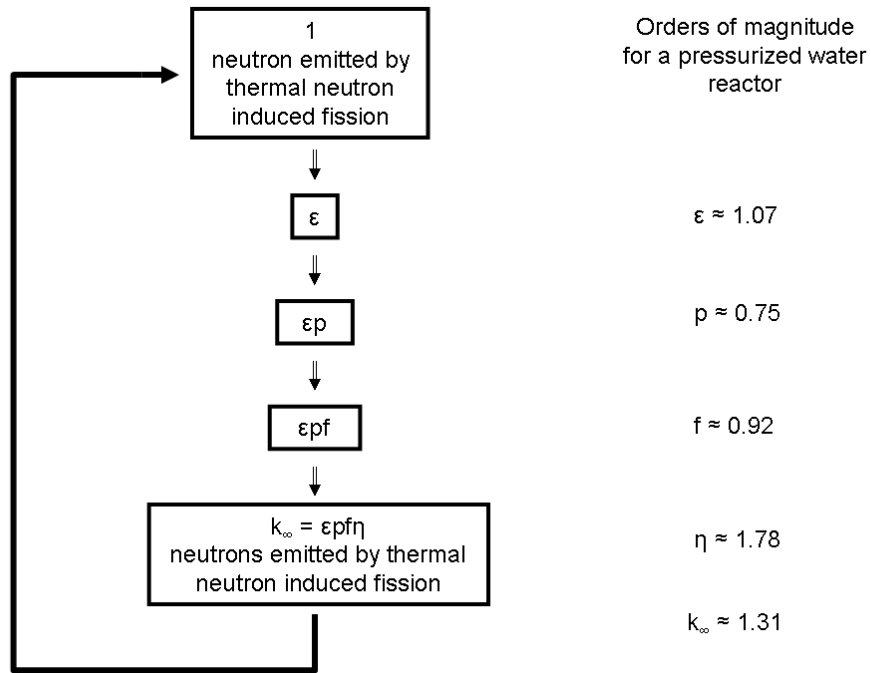 1
neutron emitted by
thermal neutron
induced fission
Orders of magnitude
for a pressurized water
reactor
⇓
ε
ε ≈ 1.07
⇓
εp
p ≈ 0.75
⇓
εpf
f ≈ 0.92
⇓
k∞ = εpfη
neutrons emitted by thermal
neutron induced fission
η ≈ 1.78
k∞ ≈ 1.31